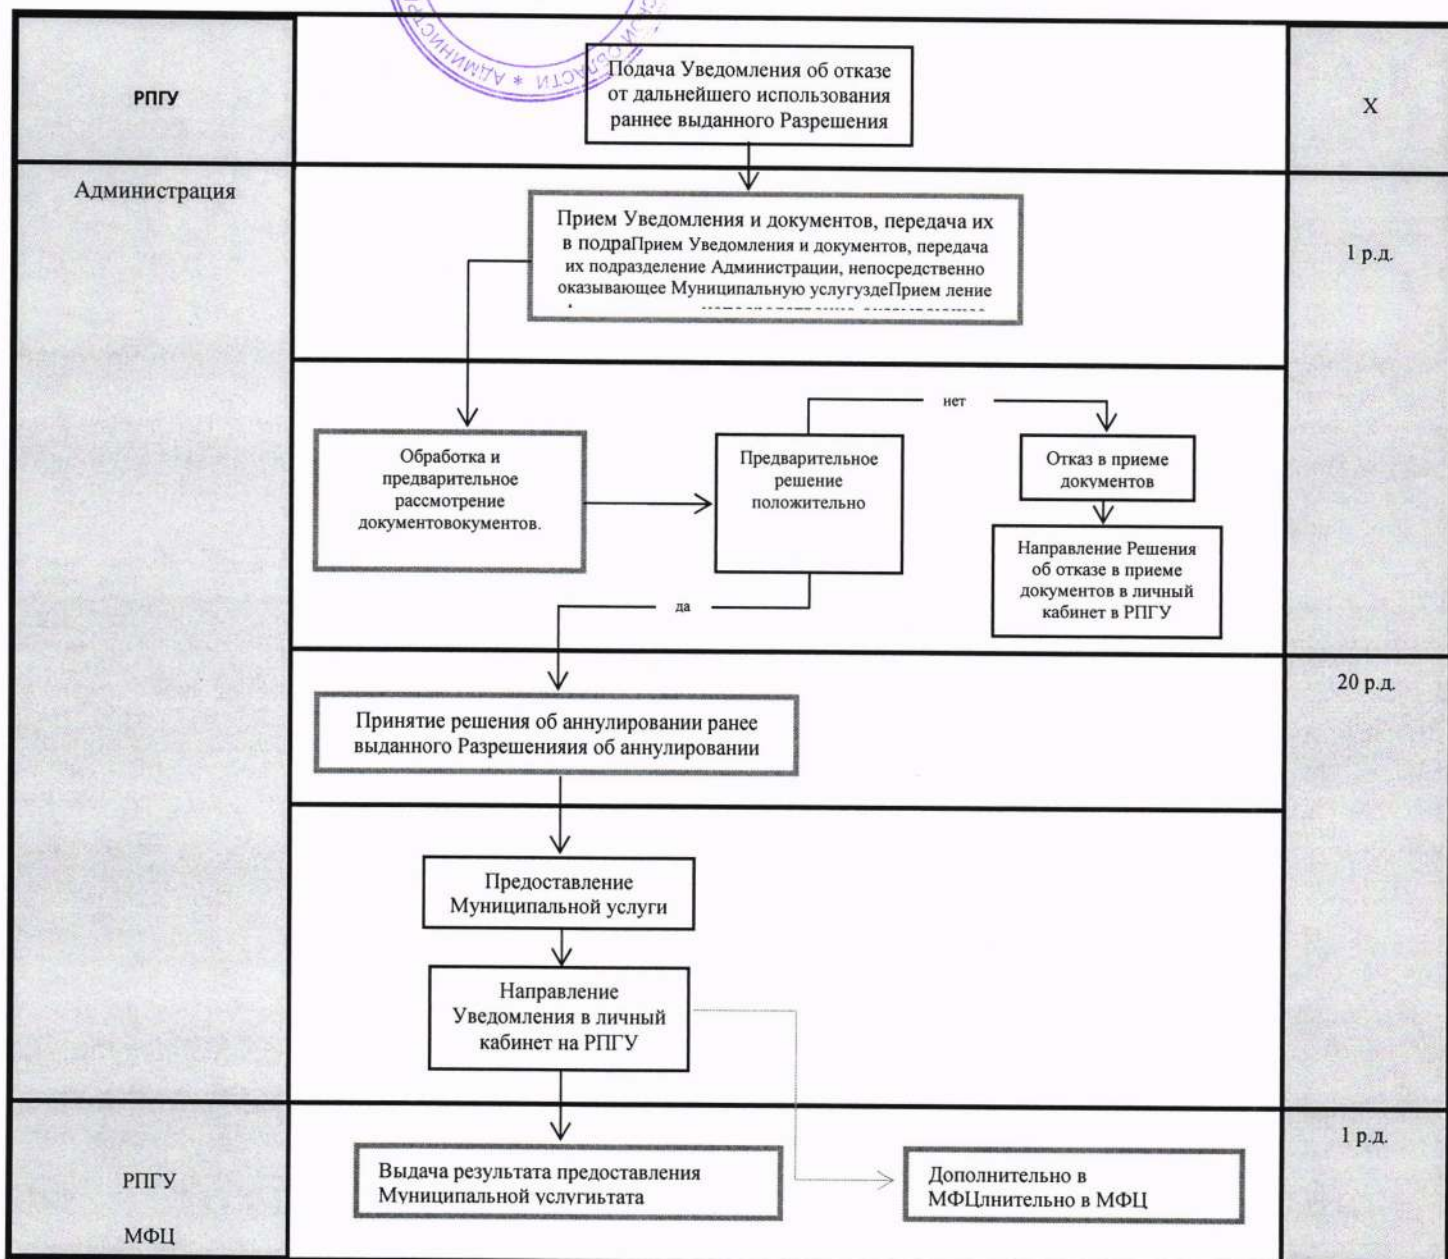 АДМИНИСТР
СКОЙ ОБЛАСТИ *
РПГУ
Подача Уведомления об отказе
от дальнейшего использования
раннее выданного Разрешения
X
Администрация
Прием Уведомления и документов, передача их
в подраПрием Уведомления и документов, передача
их подразделение Администрации, непосредственно
оказывающее Муниципальную услугуздеПрием ление
1 р.д.
нет
Обработка и
предварительное
рассмотрение
документовокументов.
Предварительное
решение
положительно
Отказ в приеме
документов
Направление Решения
об отказе в приеме
документов в личный
кабинет в РПГУ
да
20 р.д.
Принятие решения об аннулировании ранее
выданного Разрешенияия об аннулировании
Предоставление
Муниципальной услуги
Направление
Уведомления в личный
кабинет на РПГУ
РПГУ
МФЦ
Выдача результата предоставления
Муниципальной услугиьтата
Дополнительно в
МФЦлнительно в МФЦ
1 р.д.